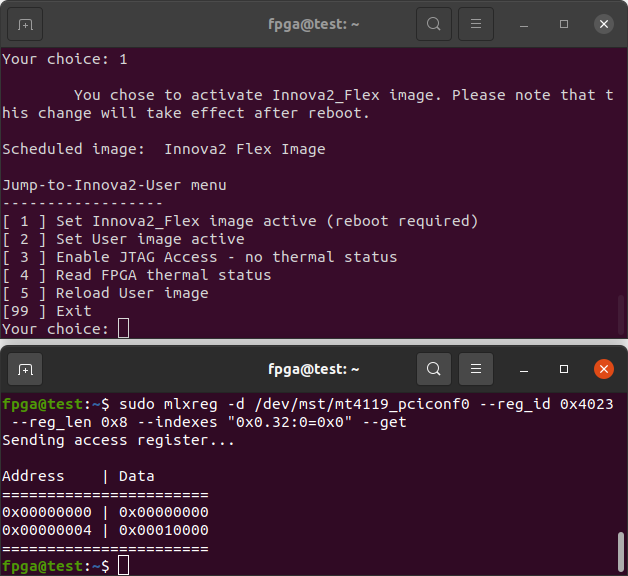 fpga@test: ~
Your choice: 1
        You chose to activate Innova2_Flex image. Please note that t
his change will take effect after reboot.
Scheduled image:  Innova2 Flex Image
Jump-to-Innova2-User menu
------------------
[ 1 ] Set Innova2_Flex image active (reboot required)
[ 2 ] Set User image active
[ 3 ] Enable JTAG Access - no thermal status
[ 4 ] Read FPGA thermal status
[ 5 ] Reload User image
[99 ] Exit
Your choice:
fpga@test: ~
fpga@test:~$ sudo mlxreg -d /dev/mst/mt4119_pciconf0 --reg_id 0x4023
 --reg_len 0x8 --indexes "0x0.32:0=0x0" --get
Sending access register...
Address    | Data
=======================
0x00000000 | 0x00000000
0x00000004 | 0x00010000
=======================
fpga@test:~$